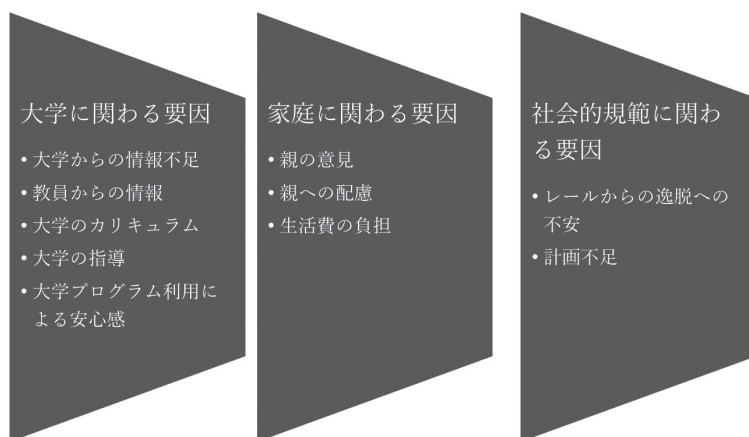 大学に関わる要因
• 大学からの情報不足
• 教員からの情報
• 大学のカリキュラム
• 大学の指導
• 大学プログラム利用に
よる安心感
家庭に関わる要因
• 親の意見
• 親への配慮
• 生活費の負担
社会的規範に関わ
る要因
• レールからの逸脱への
不安
• 計画不足